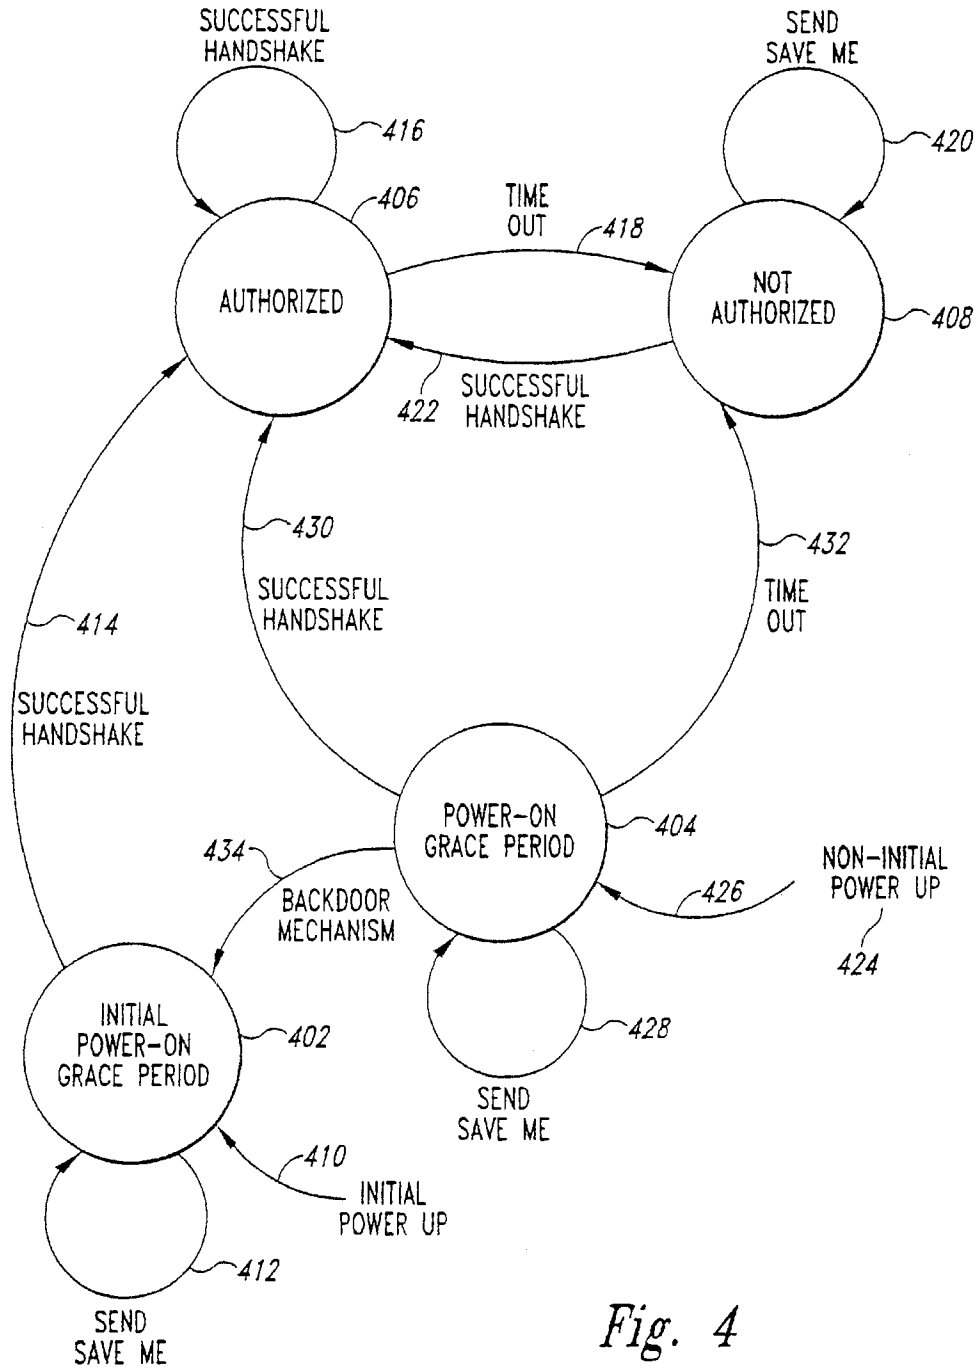 SUCCESSFUL
HANDSHAKE
SEND
SAVE ME
416
420
406
TIME
OUT
418
AUTHORIZED
NOT
AUTHORIZED
408
422
SUCCESSFUL
HANDSHAKE
430
432
SUCCESSFUL
HANDSHAKE
TIME
OUT
414
SUCCESSFUL
HANDSHAKE
POWER-ON
GRACE PERIOD
404
434
NON-INITIAL
POWER UP
426
BACKDOOR
MECHANISM
424
INITIAL
POWER-ON
GRACE PERIOD
402
428
SEND
SAVE ME
410
INITIAL
POWER UP
412
SEND
SAVE ME
Fig. 4